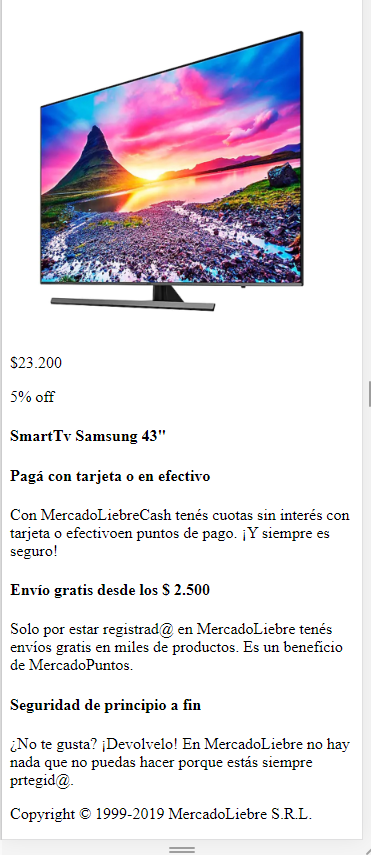 $23.200
5% off
SmartTv Samsung 43"
Pagá con tarjeta o en efectivo
Con MercadoLiebreCash tenés cuotas sin interés con
tarjeta o efectivoen puntos de pago. ¡Y siempre es
seguro!
Envío gratis desde los $ 2.500
Solo por estar registrad@ en MercadoLiebre tenés
envíos gratis en miles de productos. Es un beneficio
de MercadoPuntos.
Seguridad de principio a fin
¿No te gusta? ¡Devolvelo! En MercadoLiebre no hay
nada que no puedas hacer porque estás siempre
prtegid@.
Copyright © 1999-2019 MercadoLiebre S.R.L.